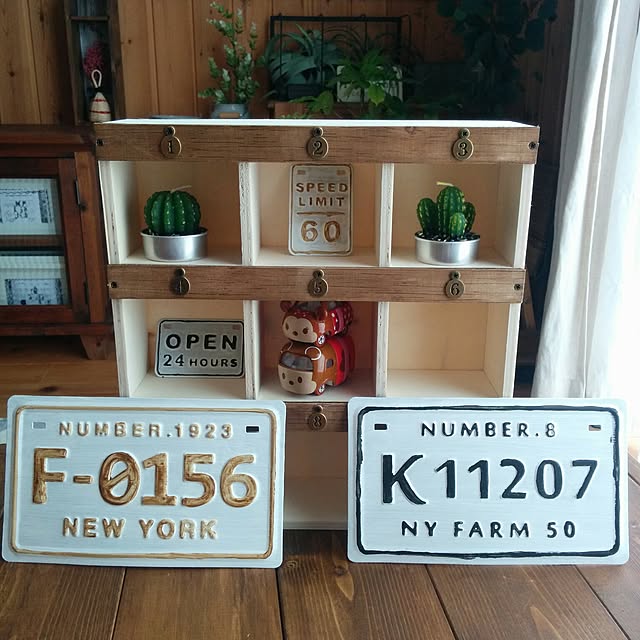 1 2 3
SPEED
LIMIT
60
4 5 6
OPEN
24 HOURS
8
NUMBER.1923
F-0156
NEW YORK
NUMBER.8
K11207
NY FARM 50